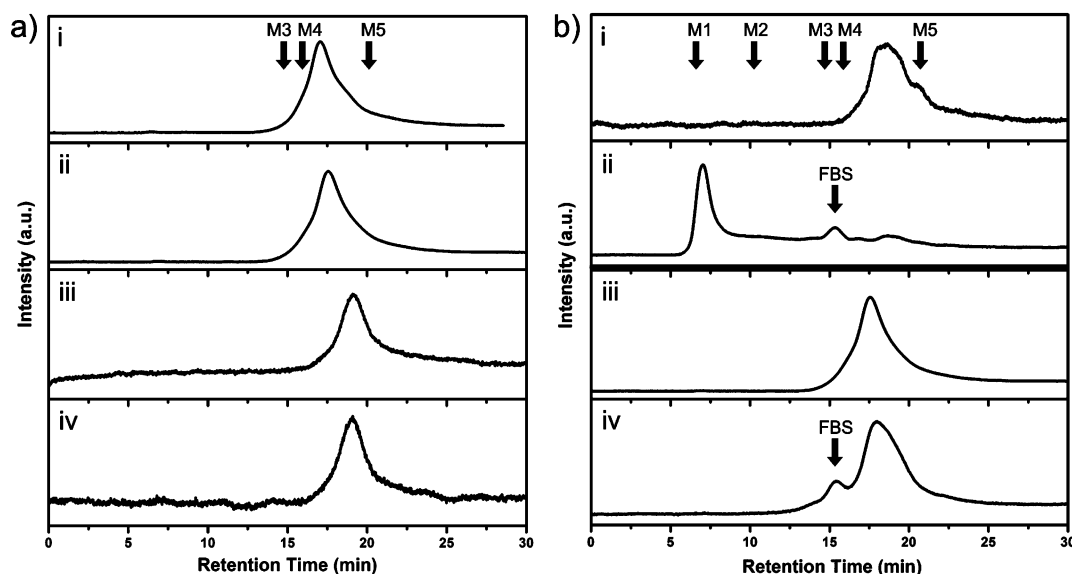 a)
i
M3 M4 M5
ii
iii
iv
Intensity (a.u.)
0 5 10 15 20 25 30
Retention Time (min)
b)
i
M1 M2 M3 M4 M5
ii
FBS
iii
iv
FBS
Intensity (a.u.)
0 5 10 15 20 25 30
Retention Time (min)